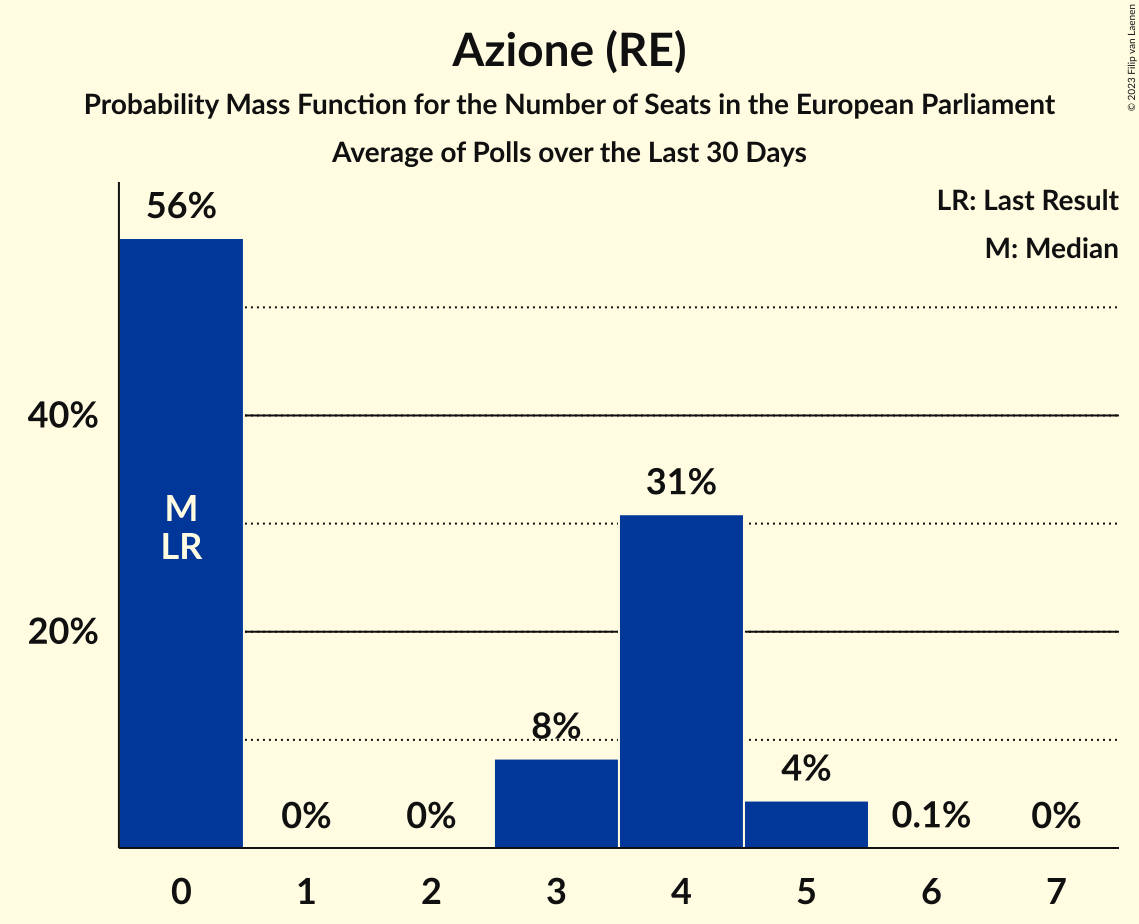 Azione (RE)
Probability Mass Function for the Number of Seats in the European Parliament
Average of Polls over the Last 30 Days
© 2023 Filip van Laenen
LR: Last Result
M: Median
56%
40%
20%
M
LR
0%
0%
8%
31%
4%
0.1%
0%
0 1 2 3 4 5 6 7